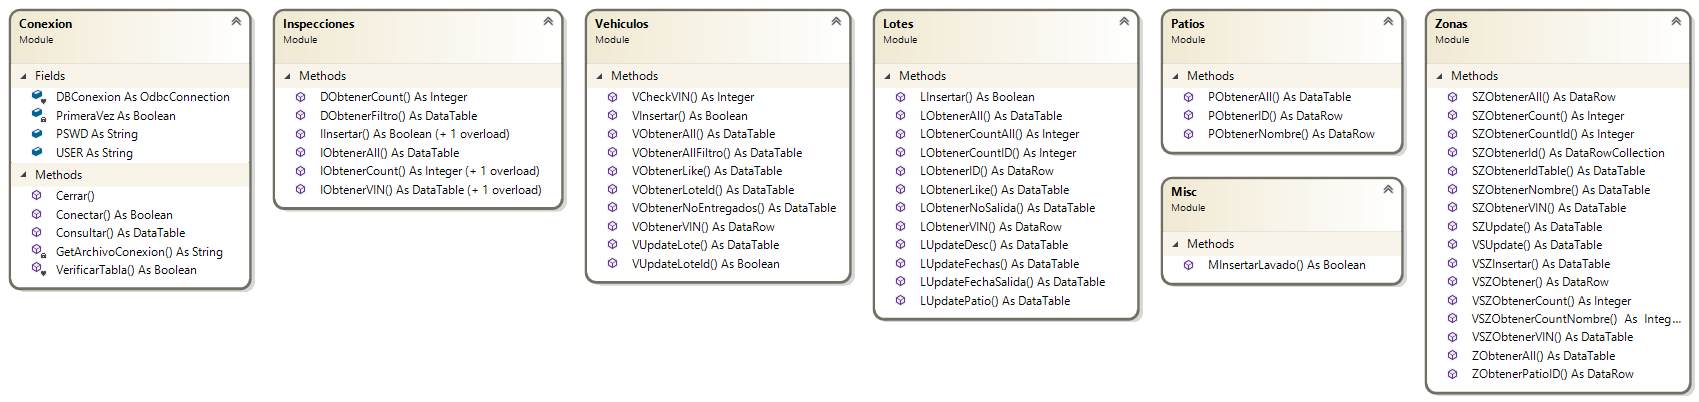 Conexion
Module
Fields
DBConexion As OdbcConnection
PrimeraVez As Boolean
PSWD As String
USER As String
Methods
Cerrar()
Conectar() As Boolean
Consultar() As DataTable
GetArchivoConexion() As String
VerificarTabla() As Boolean
Inspecciones
Module
Methods
DObtenerCount() As Integer
DObtenerFiltro() As DataTable
IInsertar() As Boolean (+ 1 overload)
IObtenerAll() As DataTable
IObtenerCount() As Integer (+ 1 overload)
IObtenerVIN() As DataTable (+ 1 overload)
Vehiculos
Module
Methods
VCheckVIN() As Integer
VInsertar() As Boolean
VObtenerAll() As DataTable
VObtenerAllFiltro() As DataTable
VObtenerLike() As DataTable
VObtenerLoteId() As DataTable
VObtenerNoEntregados() As DataTable
VObtenerVIN() As DataRow
VUpdateLote() As DataTable
VUpdateLoteId() As Boolean
Lotes
Module
Methods
LInsertar() As Boolean
LObtenerAll() As DataTable
LObtenerCountAll() As Integer
LObtenerCountID() As Integer
LObtenerID() As DataRow
LObtenerLike() As DataTable
LObtenerNoSalida() As DataTable
LObtenerVIN() As DataRow
LUpdateDesc() As DataTable
LUpdateFechas() As DataTable
LUpdateFechaSalida() As DataTable
LUpdatePatio() As DataTable
Patios
Module
Methods
PObtenerAll() As DataTable
PObtenerID() As DataRow
PObtenerNombre() As DataRow
Misc
Module
Methods
MInsertarLavado() As Boolean
Zonas
Module
Methods
SZObtenerAll() As DataRow
SZObtenerCount() As Integer
SZObtenerCountId() As Integer
SZObtenerId() As DataRowCollection
SZObtenerIdTable() As DataTable
SZObtenerNombre() As DataTable
SZObtenerVIN() As DataTable
SZUpdate() As DataTable
VSUpdate() As DataTable
VSZInsertar() As DataTable
VSZObtener() As DataRow
VSZObtenerCount() As Integer
VSZObtenerCountNombre() As Integ...
VSZObtenerVIN() As DataTable
ZObtenerAll() As DataTable
ZObtenerPatioID() As DataRow